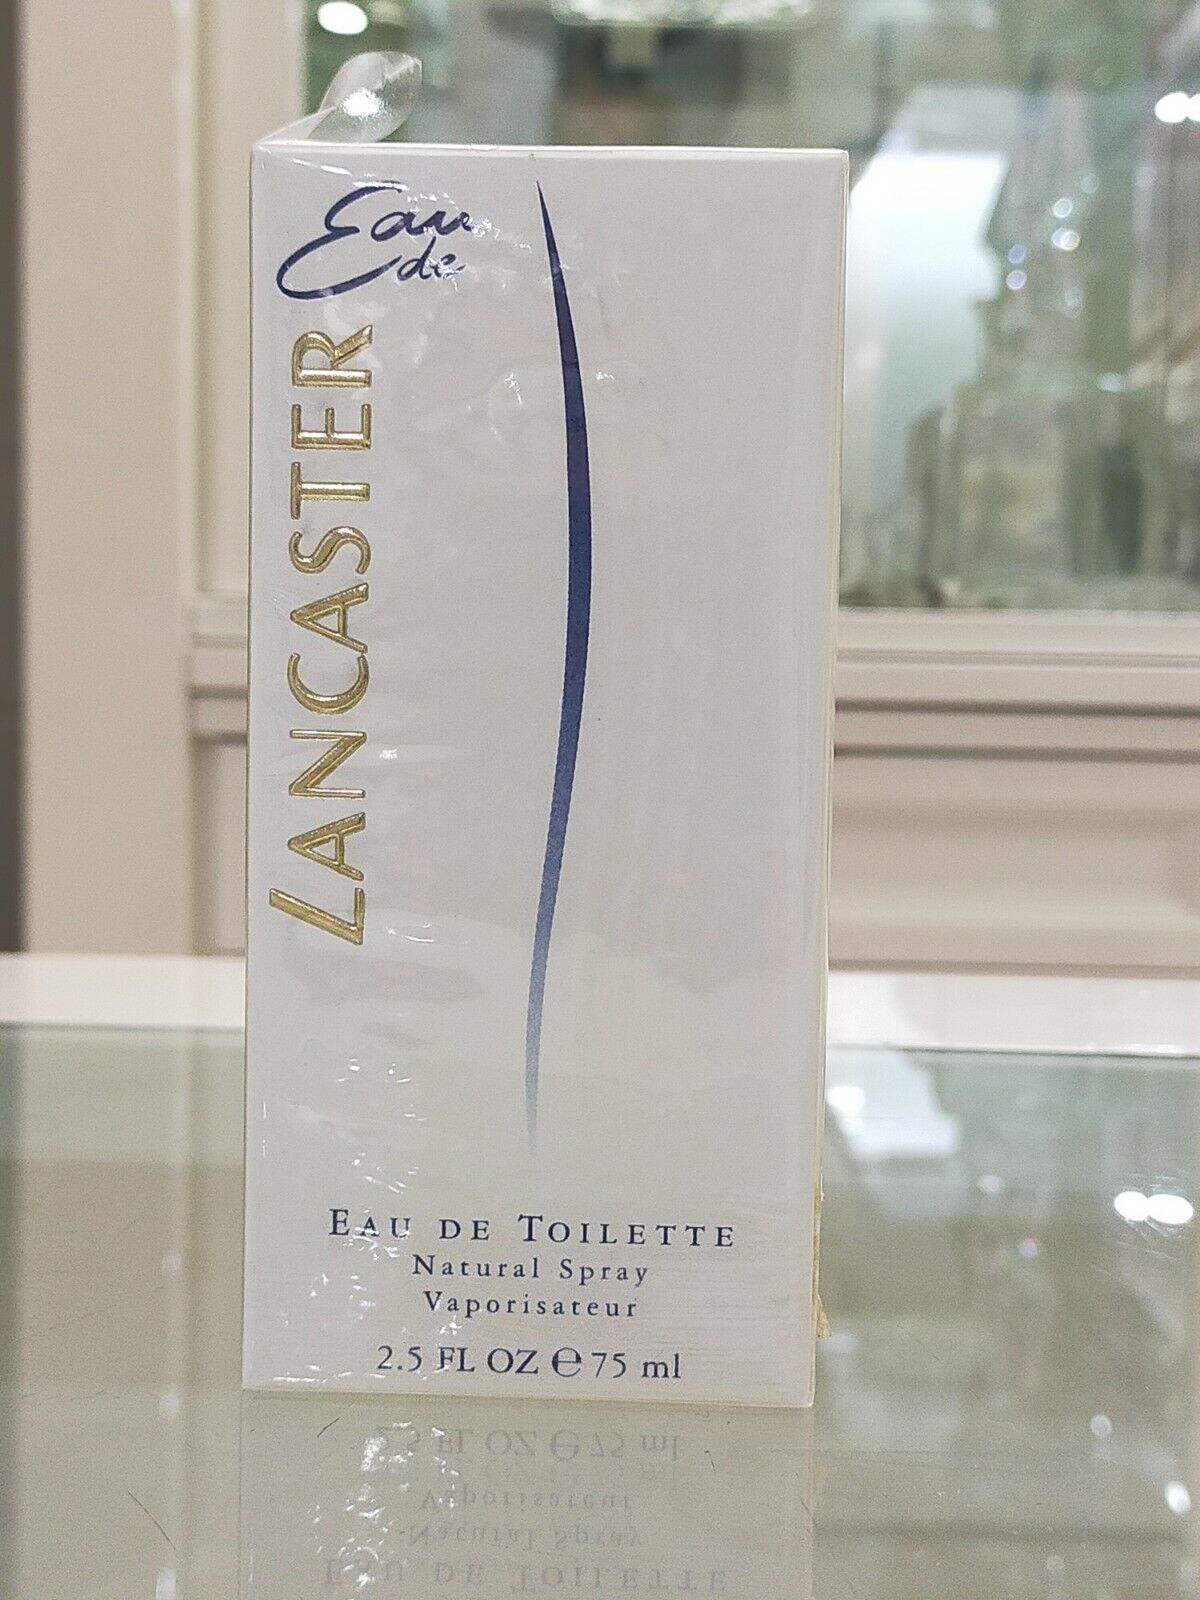 Eau
de
LANCASTER
EAU DE TOILETTE
Natural Spray
Vaporisateur
2.5 FL OZ ℮ 75 ml